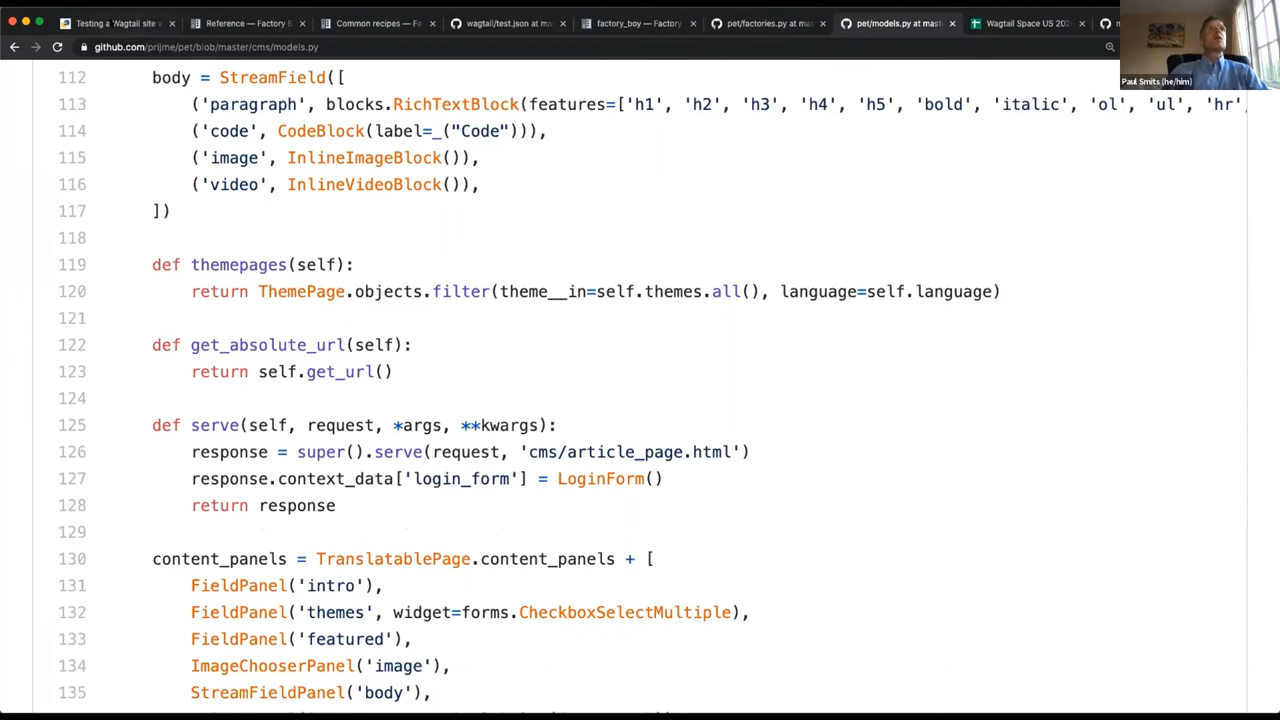 Testing a Wagtail site
Reference — Factory B
Common recipes — Fa
wagtail/test.json at ma
factory_boy — Factory
pet/factories.py at mas
pet/models.py at mast
Wagtail Space US 202
github.com/prijme/pet/blob/master/cms/models.py
Paul Smits (he/him)
112 body = StreamField([
113 ('paragraph', blocks.RichTextBlock(features=['h1', 'h2', 'h3', 'h4', 'h5', 'bold', 'italic', 'ol', 'ul', 'hr',
114 ('code', CodeBlock(label=_("Code"))),
115 ('image', InlineImageBlock()),
116 ('video', InlineVideoBlock()),
117 ])
118
119 def themepages(self):
120 return ThemePage.objects.filter(theme__in=self.themes.all(), language=self.language)
121
122 def get_absolute_url(self):
123 return self.get_url()
124
125 def serve(self, request, *args, **kwargs):
126 response = super().serve(request, 'cms/article_page.html')
127 response.context_data['login_form'] = LoginForm()
128 return response
129
130 content_panels = TranslatablePage.content_panels + [
131 FieldPanel('intro'),
132 FieldPanel('themes', widget=forms.CheckboxSelectMultiple),
133 FieldPanel('featured'),
134 ImageChooserPanel('image'),
135 StreamFieldPanel('body'),